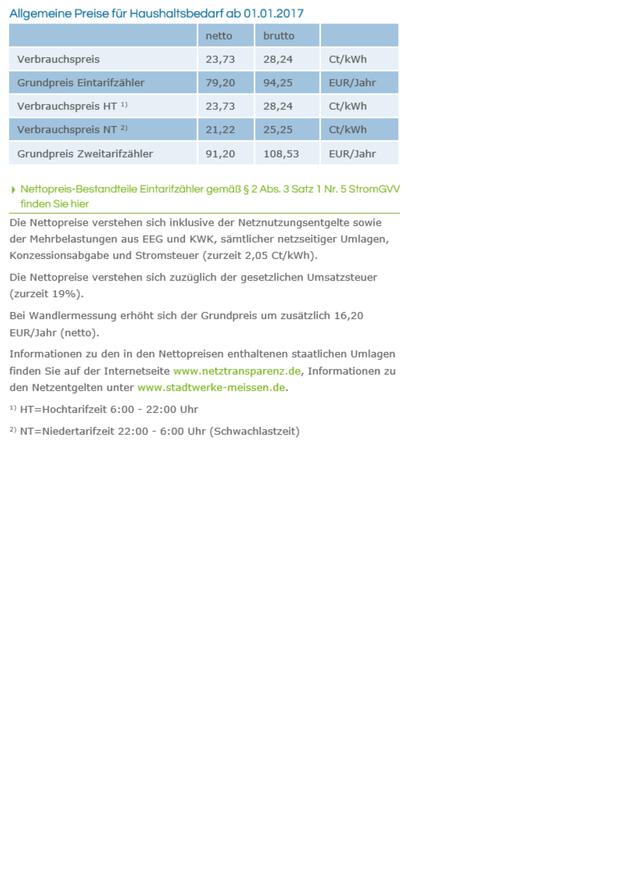 Allgemeine Preise für Haushaltsbedarf ab 01.01.2017
netto brutto
Verbrauchspreis 23,73 28,24 Ct/kWh
Grundpreis Eintarifzähler 79,20 94,25 EUR/Jahr
Verbrauchspreis HT 1) 23,73 28,24 Ct/kWh
Verbrauchspreis NT 2) 21,22 25,25 Ct/kWh
Grundpreis Zweitarifzähler 91,20 108,53 EUR/Jahr
Nettopreis-Bestandteile Eintarifzähler gemäß § 2 Abs. 3 Satz 1 Nr. 5 StromGVV
finden Sie hier
Die Nettopreise verstehen sich inklusive der Netznutzungsentgelte sowie
der Mehrbelastungen aus EEG und KWK, sämtlicher netzseitiger Umlagen,
Konzessionsabgabe und Stromsteuer (zurzeit 2,05 Ct/kWh).
Die Nettopreise verstehen sich zuzüglich der gesetzlichen Umsatzsteuer
(zurzeit 19%).
Bei Wandlermessung erhöht sich der Grundpreis um zusätzlich 16,20
EUR/Jahr (netto).
Informationen zu den in den Nettopreisen enthaltenen staatlichen Umlagen
finden Sie auf der Internetseite www.netztransparenz.de, Informationen zu
den Netzentgelten unter www.stadtwerke-meissen.de.
1) HT=Hochtarifzeit 6:00 - 22:00 Uhr
2) NT=Niedertarifzeit 22:00 - 6:00 Uhr (Schwachlastzeit)